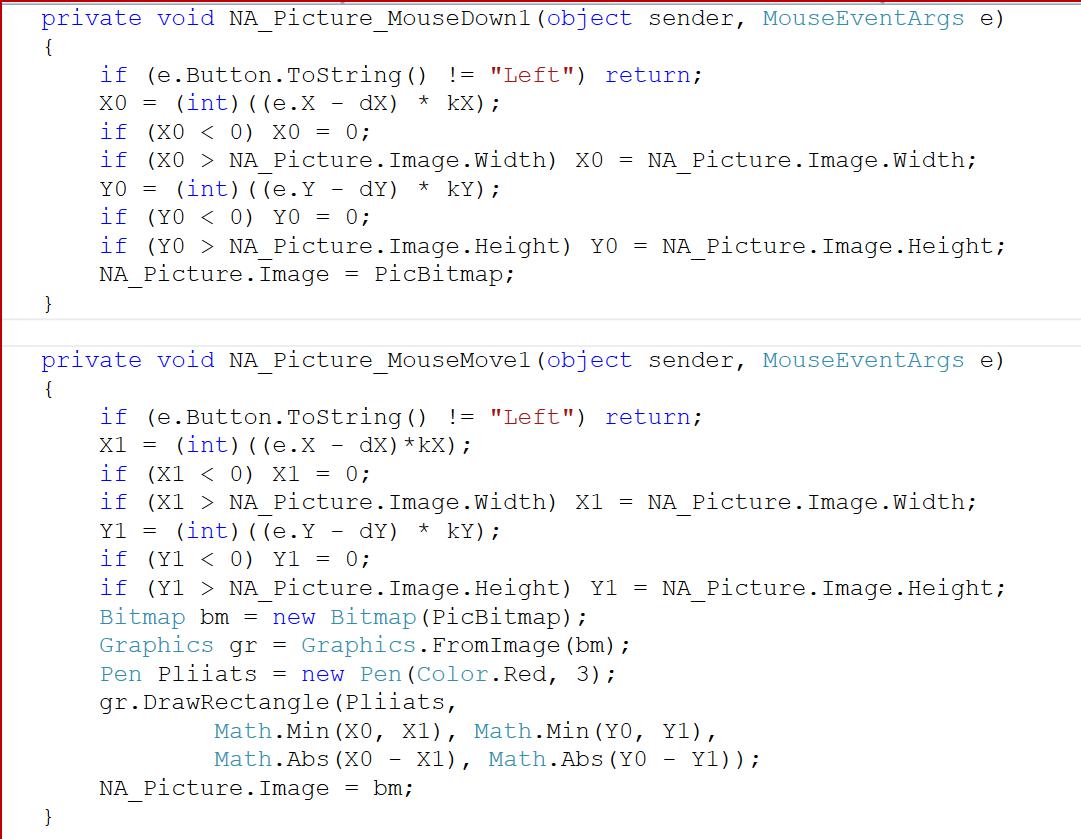 private void NA_Picture_MouseDown1(object sender, MouseEventArgs e)
{
if (e.Button.ToString() != "Left") return;
X0 = (int)((e.X - dX) * kX);
if (X0 < 0) X0 = 0;
if (X0 > NA_Picture.Image.Width) X0 = NA_Picture.Image.Width;
Y0 = (int)((e.Y - dY) * kY);
if (Y0 < 0) Y0 = 0;
if (Y0 > NA_Picture.Image.Height) Y0 = NA_Picture.Image.Height;
NA_Picture.Image = PicBitmap;
}
private void NA_Picture_MouseMove1(object sender, MouseEventArgs e)
{
if (e.Button.ToString() != "Left") return;
X1 = (int)((e.X - dX)*kX);
if (X1 < 0) X1 = 0;
if (X1 > NA_Picture.Image.Width) X1 = NA_Picture.Image.Width;
Y1 = (int)((e.Y - dY) * kY);
if (Y1 < 0) Y1 = 0;
if (Y1 > NA_Picture.Image.Height) Y1 = NA_Picture.Image.Height;
Bitmap bm = new Bitmap(PicBitmap);
Graphics gr = Graphics.FromImage(bm);
Pen Pliiats = new Pen(Color.Red, 3);
gr.DrawRectangle(Pliiats,
Math.Min(X0, X1), Math.Min(Y0, Y1),
Math.Abs(X0 - X1), Math.Abs(Y0 - Y1));
NA_Picture.Image = bm;
}